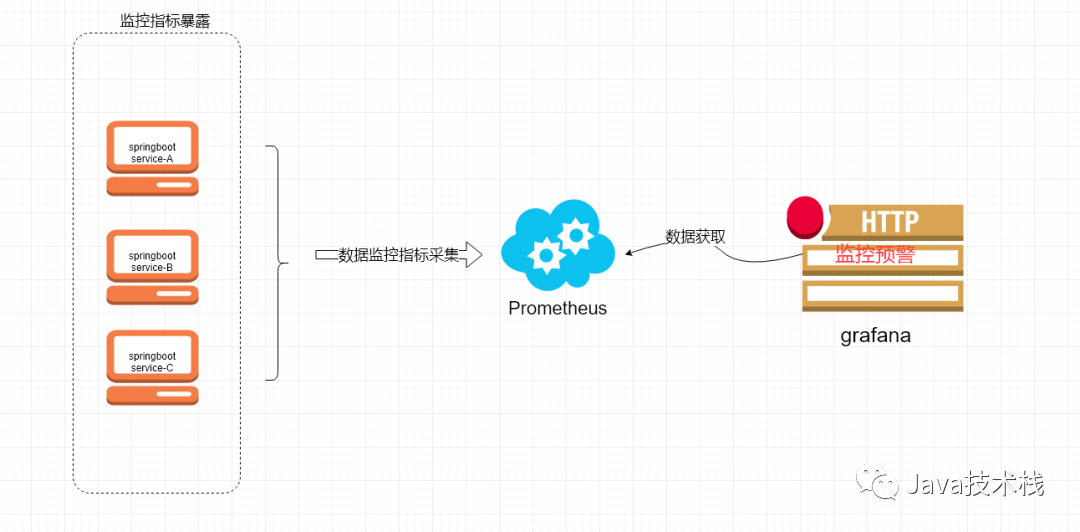 监控指标暴露
springboot
service-A
springboot
service-B
springboot
service-C
数据监控指标采集
Prometheus
数据获取
HTTP
监控预警
grafana
Java技术栈